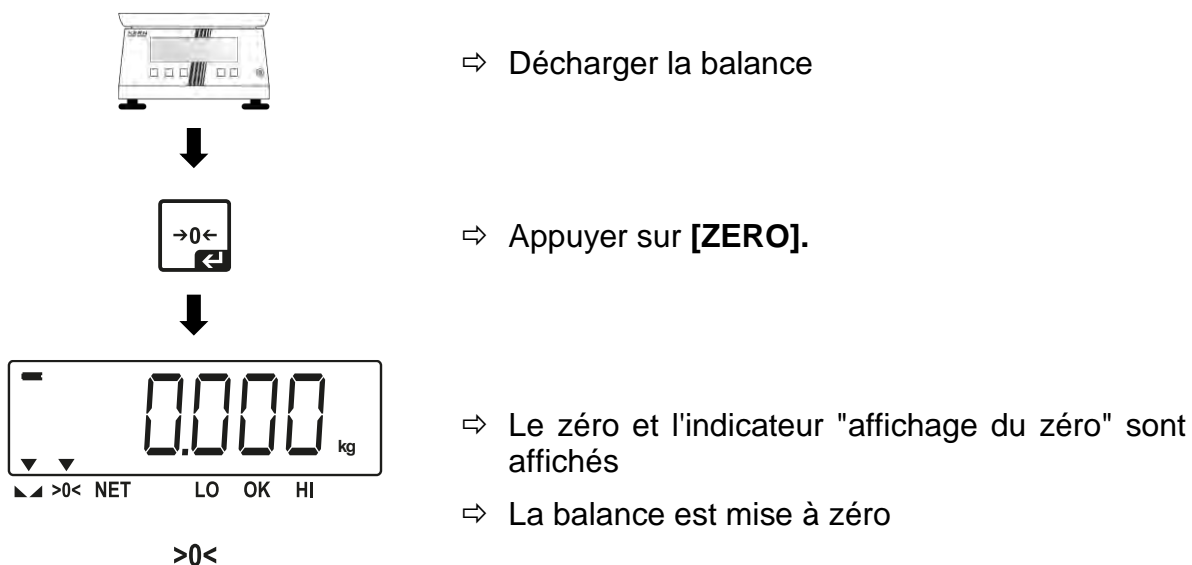 ⇨ Décharger la balance
→0←
⇨ Appuyer sur [ZERO].
0.000 kg
>0< NET LO OK HI
⇨ Le zéro et l'indicateur "affichage du zéro" sont
affichés
⇨ La balance est mise à zéro
>0<